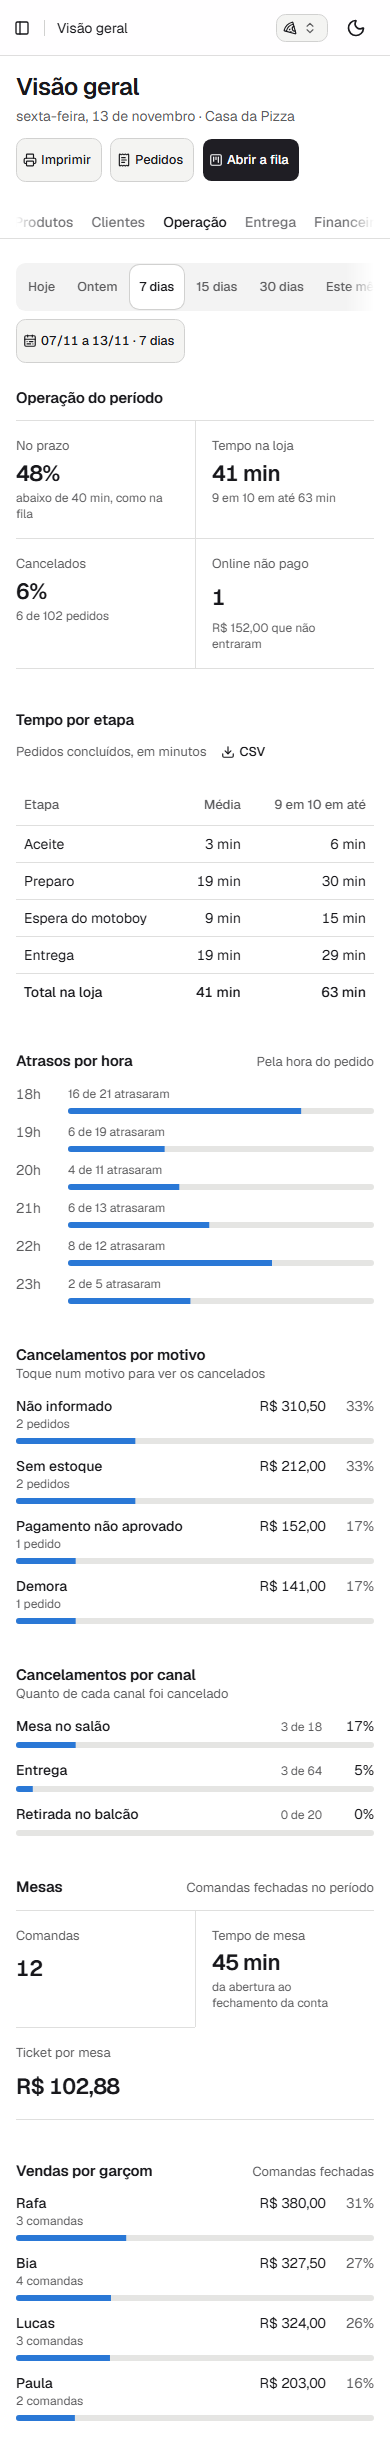 Visão geral
Visão geral
sexta-feira, 13 de novembro · Casa da Pizza
Imprimir
Pedidos
Abrir a fila
Produtos
Clientes
Operação
Entrega
Financeir
Hoje
Ontem
7 dias
15 dias
30 dias
Este mê
07/11 a 13/11 · 7 dias
Operação do período
No prazo
48%
abaixo de 40 min, como na
fila
Tempo na loja
41 min
9 em 10 em até 63 min
Cancelados
6%
6 de 102 pedidos
Online não pago
1
R$ 152,00 que não
entraram
Tempo por etapa
Pedidos concluídos, em minutos
CSV
Etapa Média 9 em 10 em até
Aceite 3 min 6 min
Preparo 19 min 30 min
Espera do motoboy 9 min 15 min
Entrega 19 min 29 min
Total na loja 41 min 63 min
Atrasos por hora
Pela hora do pedido
18h 16 de 21 atrasaram
19h 6 de 19 atrasaram
20h 4 de 11 atrasaram
21h 6 de 13 atrasaram
22h 8 de 12 atrasaram
23h 2 de 5 atrasaram
Cancelamentos por motivo
Toque num motivo para ver os cancelados
Não informado R$ 310,50 33%
2 pedidos
Sem estoque R$ 212,00 33%
2 pedidos
Pagamento não aprovado R$ 152,00 17%
1 pedido
Demora R$ 141,00 17%
1 pedido
Cancelamentos por canal
Quanto de cada canal foi cancelado
Mesa no salão 3 de 18 17%
Entrega 3 de 64 5%
Retirada no balcão 0 de 20 0%
Mesas
Comandas fechadas no período
Comandas
12
Tempo de mesa
45 min
da abertura ao
fechamento da conta
Ticket por mesa
R$ 102,88
Vendas por garçom
Comandas fechadas
Rafa R$ 380,00 31%
3 comandas
Bia R$ 327,50 27%
4 comandas
Lucas R$ 324,00 26%
3 comandas
Paula R$ 203,00 16%
2 comandas